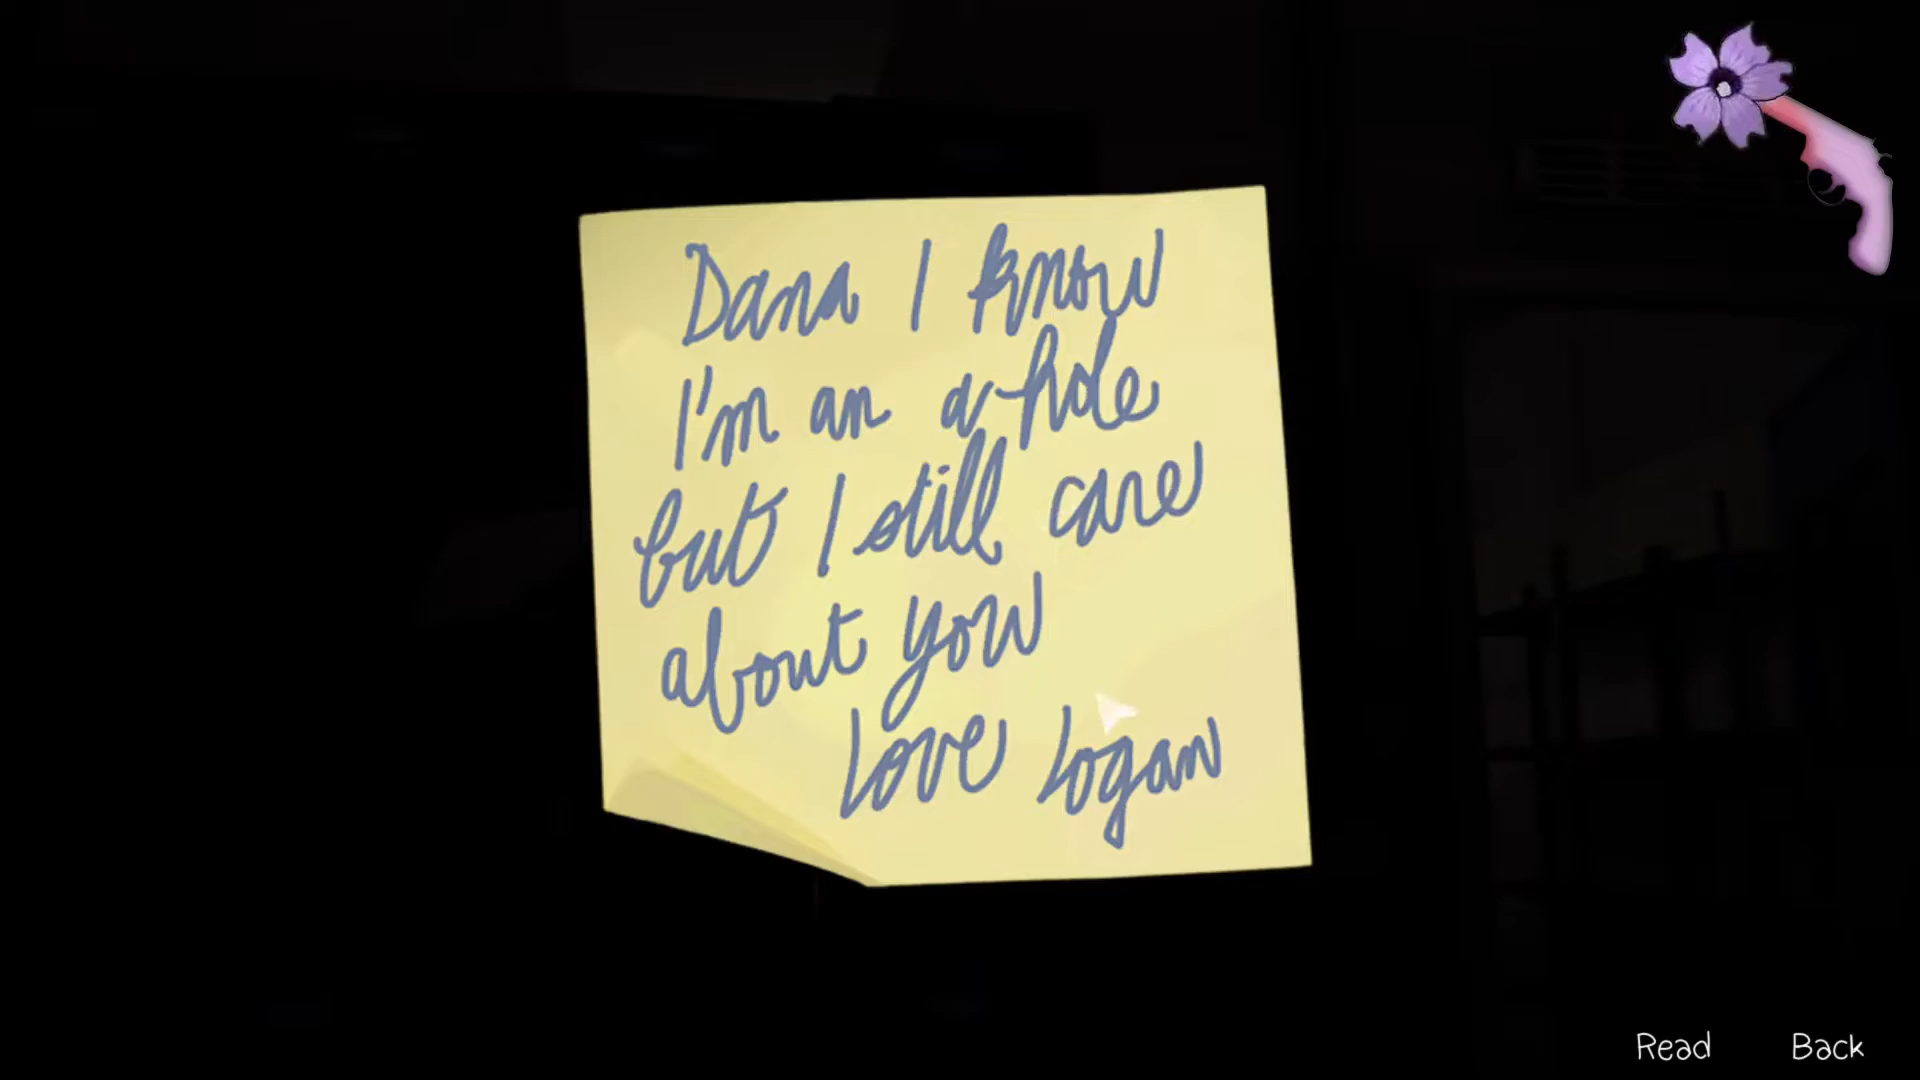 Dana I know
I'm an a-hole
but I still care
about you
Love Logan
Read Back